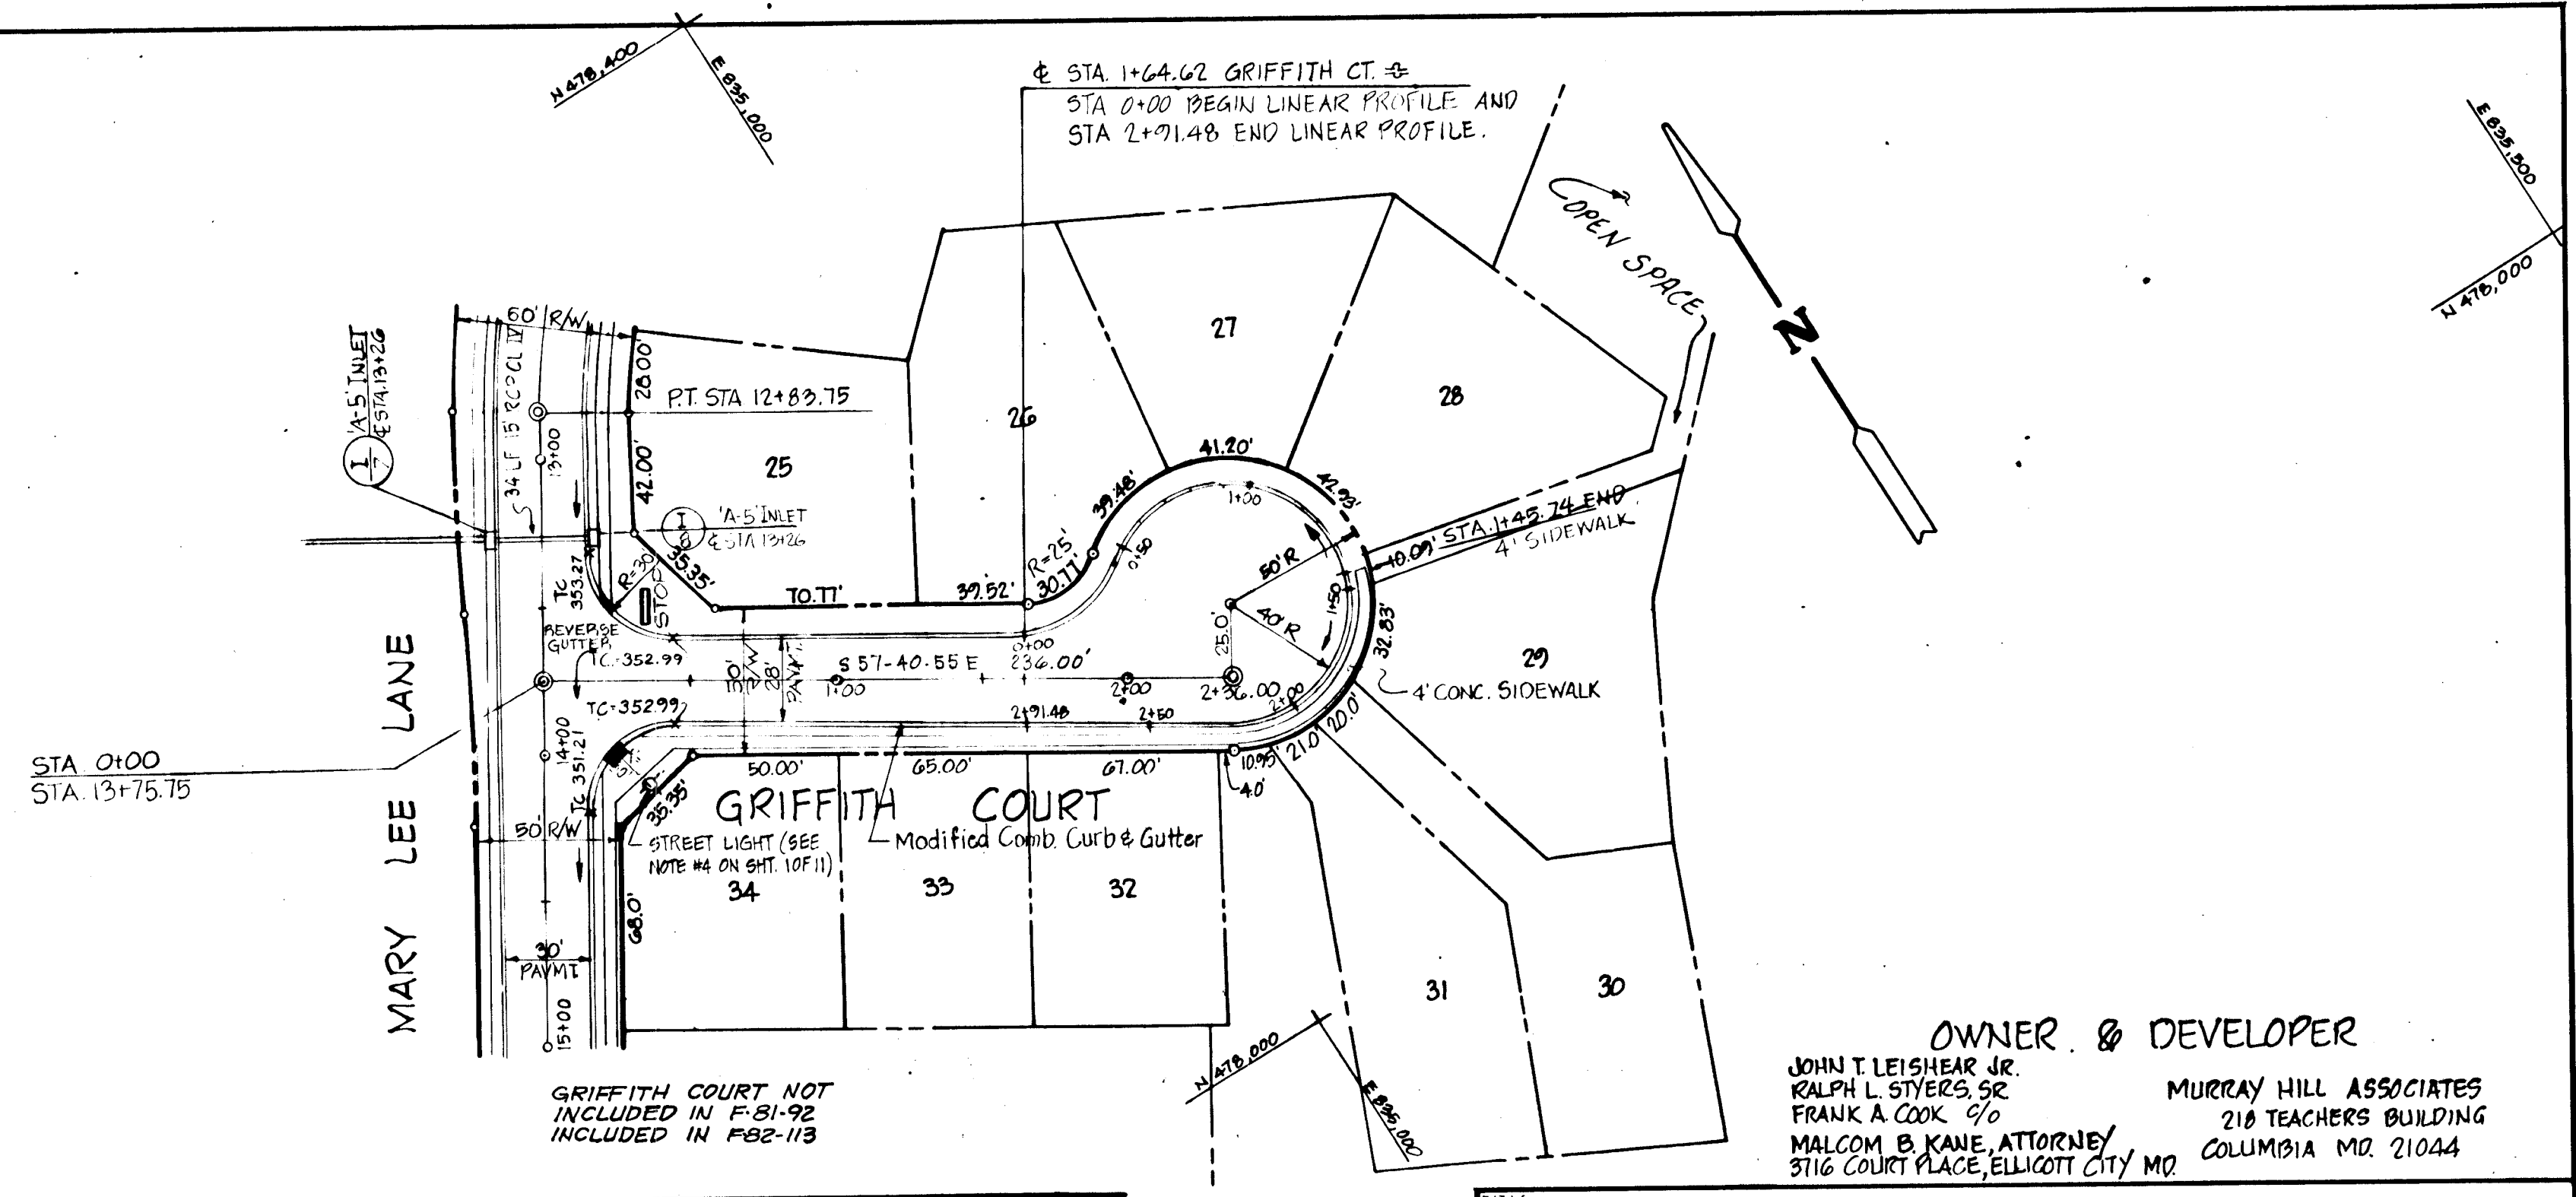 N 478,400
E 835,000
℄ STA. 1+64.62 GRIFFITH CT. =
STA 0+00 BEGIN LINEAR PROFILE AND
STA 2+91.48 END LINEAR PROFILE.
E 835,500
N 478,000
OPEN SPACE
N
60' R/W
'A-5' INLET
℄ STA. 13+26
I
7
34 LF 15" RCP CL IV
28.00'
P.T. STA 12+83.75
13+00
42.00'
25
26
27
28
I
8
'A-5' INLET
℄ STA 13+26
35.35'
R=30'
STOP
TC
353.27
REVERSE
GUTTER
TC=352.99
70.77'
39.52'
R=25'
30.77'
39.48'
41.20'
42.93'
0+50
1+00
STA. 1+45.74 END
4' SIDEWALK
10.09'
50' R
40' R
1+50
25.0'
32.83'
29
4' CONC. SIDEWALK
0+00
S 57-40-55 E 236.00'
50'
R/W
28'
PAVMT
1+00
2+00
2+36.00
2+00
TC=352.99
2+91.48
2+50
20.0'
21.0'
10.95'
4.0'
STA 0+00
STA. 13+75.75
MARY LEE LANE
14+00
TC 351.21
50' R/W
35.35'
50.00'
65.00'
67.00'
GRIFFITH COURT
Modified Comb. Curb & Gutter
STREET LIGHT (SEE
NOTE #4 ON SHT. 1 OF 11)
34
33
32
68.0'
30'
PAVMT
15+00
31
30
N 478,000
E 835,000
GRIFFITH COURT NOT
INCLUDED IN F-81-92
INCLUDED IN F-82-113
OWNER & DEVELOPER
JOHN T. LEISHEAR JR.
RALPH L. STYERS, SR
FRANK A. COOK c/o
MALCOM B. KANE, ATTORNEY
3716 COURT PLACE, ELLICOTT CITY MD.
MURRAY HILL ASSOCIATES
218 TEACHERS BUILDING
COLUMBIA MD. 21044